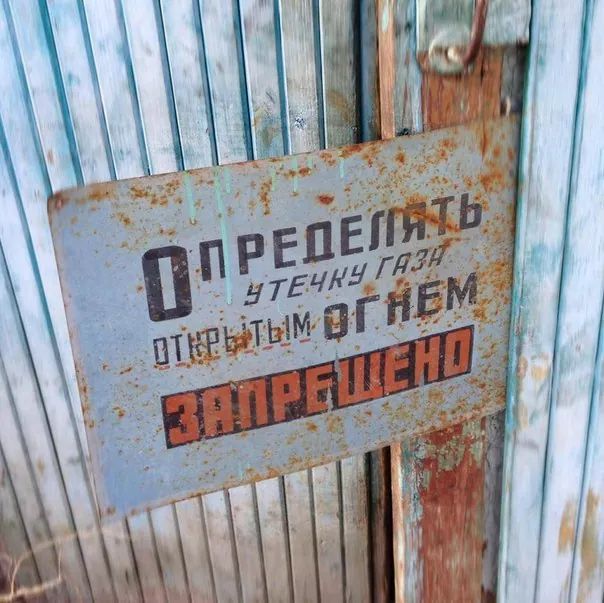 Определять
утечку газа
открытым огнем
запрещено